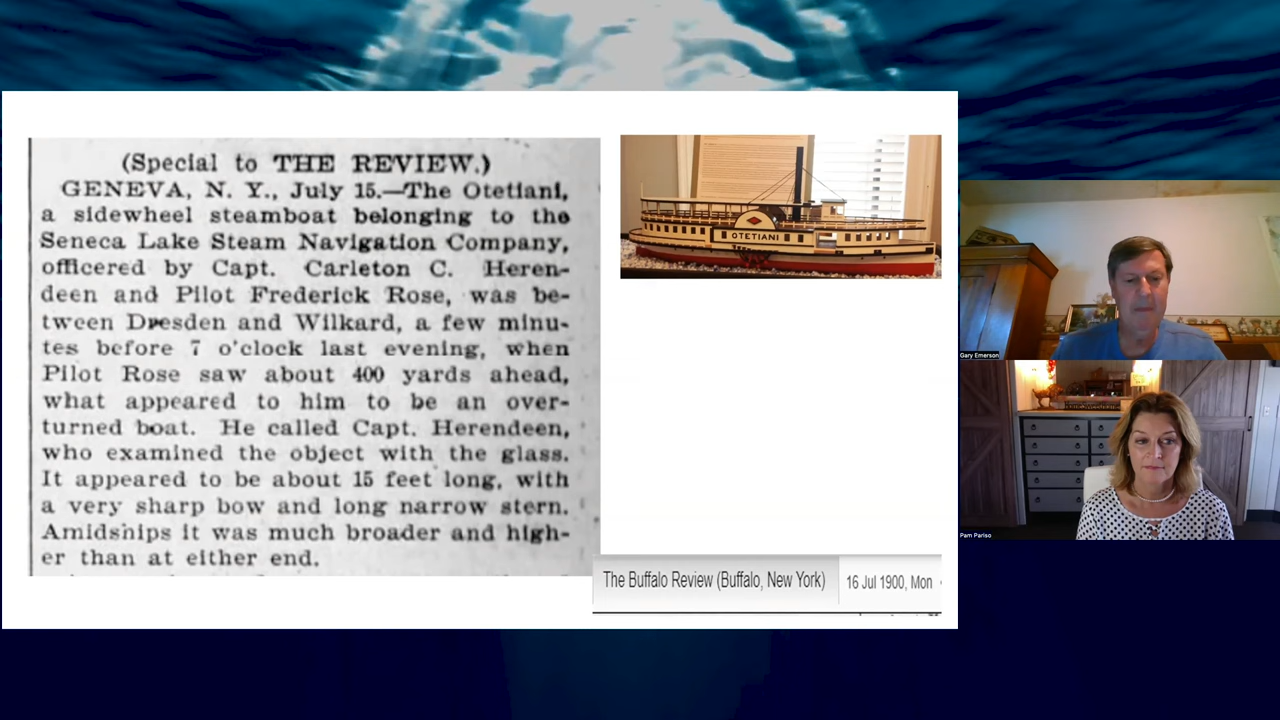 (Special to THE REVIEW.)
GENEVA, N. Y., July 15.—The Otetiani,
a sidewheel steamboat belonging to the
Seneca Lake Steam Navigation Company,
officered by Capt. Carleton C. Heren-
deen and Pilot Frederick Rose, was be-
tween Dresden and Wilkard, a few minu-
tes before 7 o'clock last evening, when
Pilot Rose saw about 400 yards ahead,
what appeared to him to be an over-
turned boat. He called Capt. Herendeen,
who examined the object with the glass.
It appeared to be about 15 feet long, with
a very sharp bow and long narrow stern.
Amidships it was much broader and high-
er than at either end.
OTETIANI
The Buffalo Review (Buffalo, New York)
16 Jul 1900, Mon
Gary Emerson
Pam Pariso